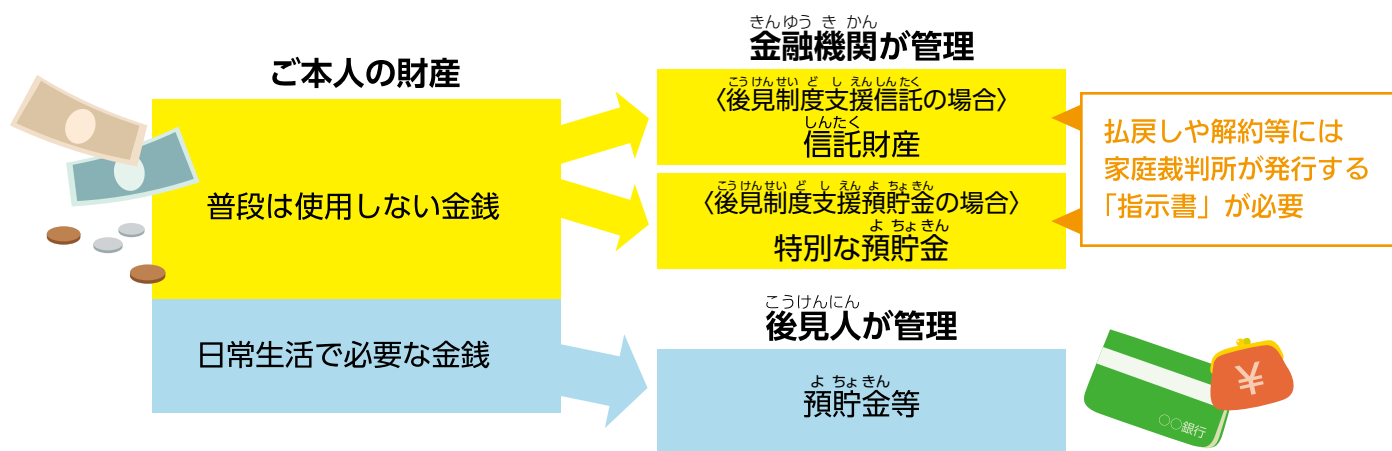 ご本人の財産
普段は使用しない金銭
日常生活で必要な金銭
きんゆう き かん
金融機関が管理
こうけんせい ど し えんしんたく
〈後見制度支援信託の場合〉
しんたく
信託財産
こうけんせい ど し えん よ ちょきん
〈後見制度支援預貯金の場合〉
よ ちょきん
特別な預貯金
払戻しや解約等には
家庭裁判所が発行する
「指示書」が必要
こうけんにん
後見人が管理
よ ちょきん
預貯金等
○○銀行
¥